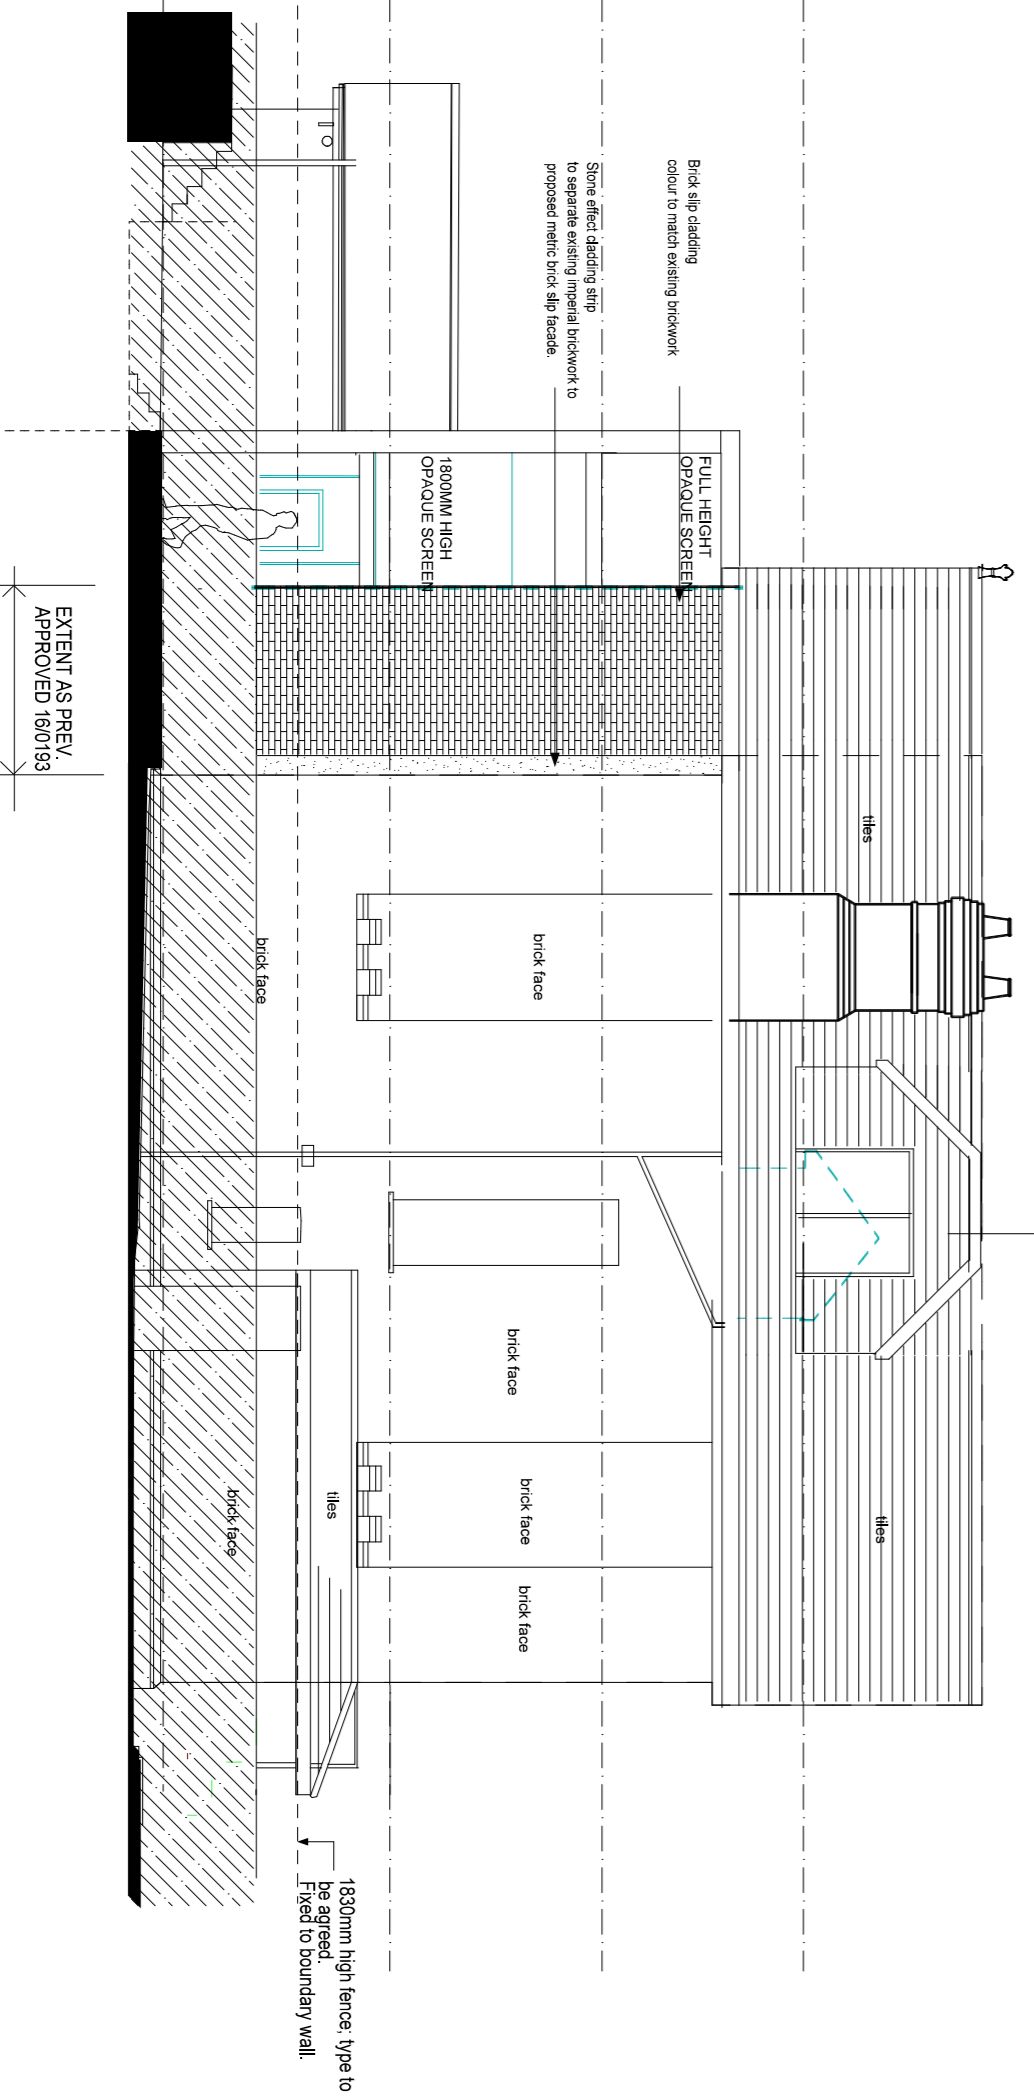 Brick slip cladding
colour to match existing brickwork
Stone effect cladding strip
to separate existing imperial brickwork to
proposed metric brick slip facade.
FULL HEIGHT
OPAQUE SCREEN
1800MM HIGH
OPAQUE SCREEN
EXTENT AS PREV.
APPROVED 16/0193
tiles
brick face
brick face
brick face
tiles
brick face
brick face
tiles
brick face
1830mm high fence; type to
be agreed.
Fixed to boundary wall.